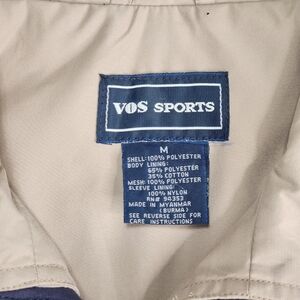 VOS SPORTS
M
SHELL:100% POLYESTER
BODY LINING:
65% POLYESTER
35% COTTON
MESH:100% POLYESTER
SLEEVE LINING:
100% NYLON
RN# 94353
MADE IN MYANMAR
(BURMA)
SEE REVERSE SIDE FOR
CARE INSTRUCTIONS